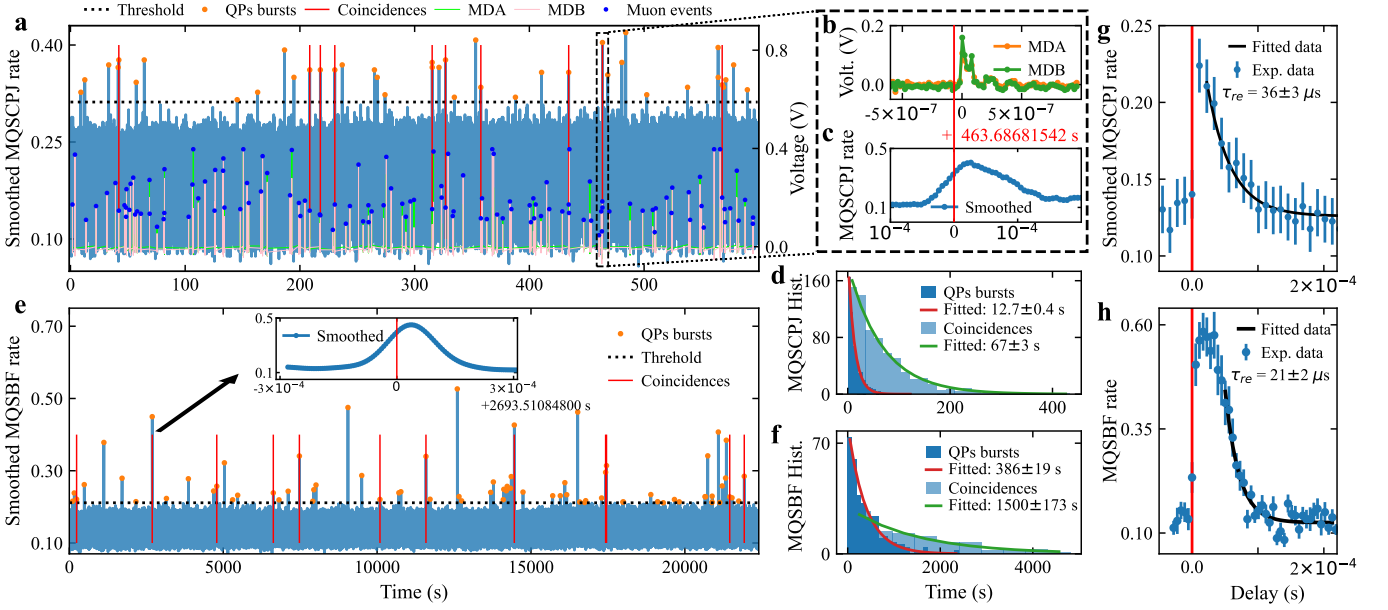 Threshold QPs bursts Coincidences MDA MDB Muon events
a
Smoothed MQSCPJ rate
0.40
0.25
0.10
0.8
0.4
0.0
Voltage (V)
0 100 200 300 400 500
b
Volt. (V)
0.2
0.0
MDA
MDB
-5×10⁻⁷ 0 5×10⁻⁷
+ 463.68681542 s
c
MQSCPJ rate
0.5
0.1
Smoothed
10⁻⁴ 0 10⁻⁴
d
MQSCPJ Hist.
160
80
0
QPs bursts
Fitted: 12.7±0.4 s
Coincidences
Fitted: 67±3 s
0 200 400
e
Smoothed MQSBF rate
0.70
0.50
0.30
0.10
0.5
0.1
Smoothed
-3×10⁻⁴ 0 3×10⁻⁴
+2693.51084800 s
QPs bursts
Threshold
Coincidences
0 5000 10000 15000 20000
Time (s)
f
MQSBF Hist.
70
0
QPs bursts
Fitted: 386±19 s
Coincidences
Fitted: 1500±173 s
0 2000 4000
Time (s)
g
Smoothed MQSCPJ rate
0.25
0.20
0.15
0.10
Fitted data
Exp. data
τre = 36±3 μs
0.0 2×10⁻⁴
h
MQSBF rate
0.60
0.35
0.10
Fitted data
Exp. data
τre = 21±2 μs
0.0 2×10⁻⁴
Delay (s)